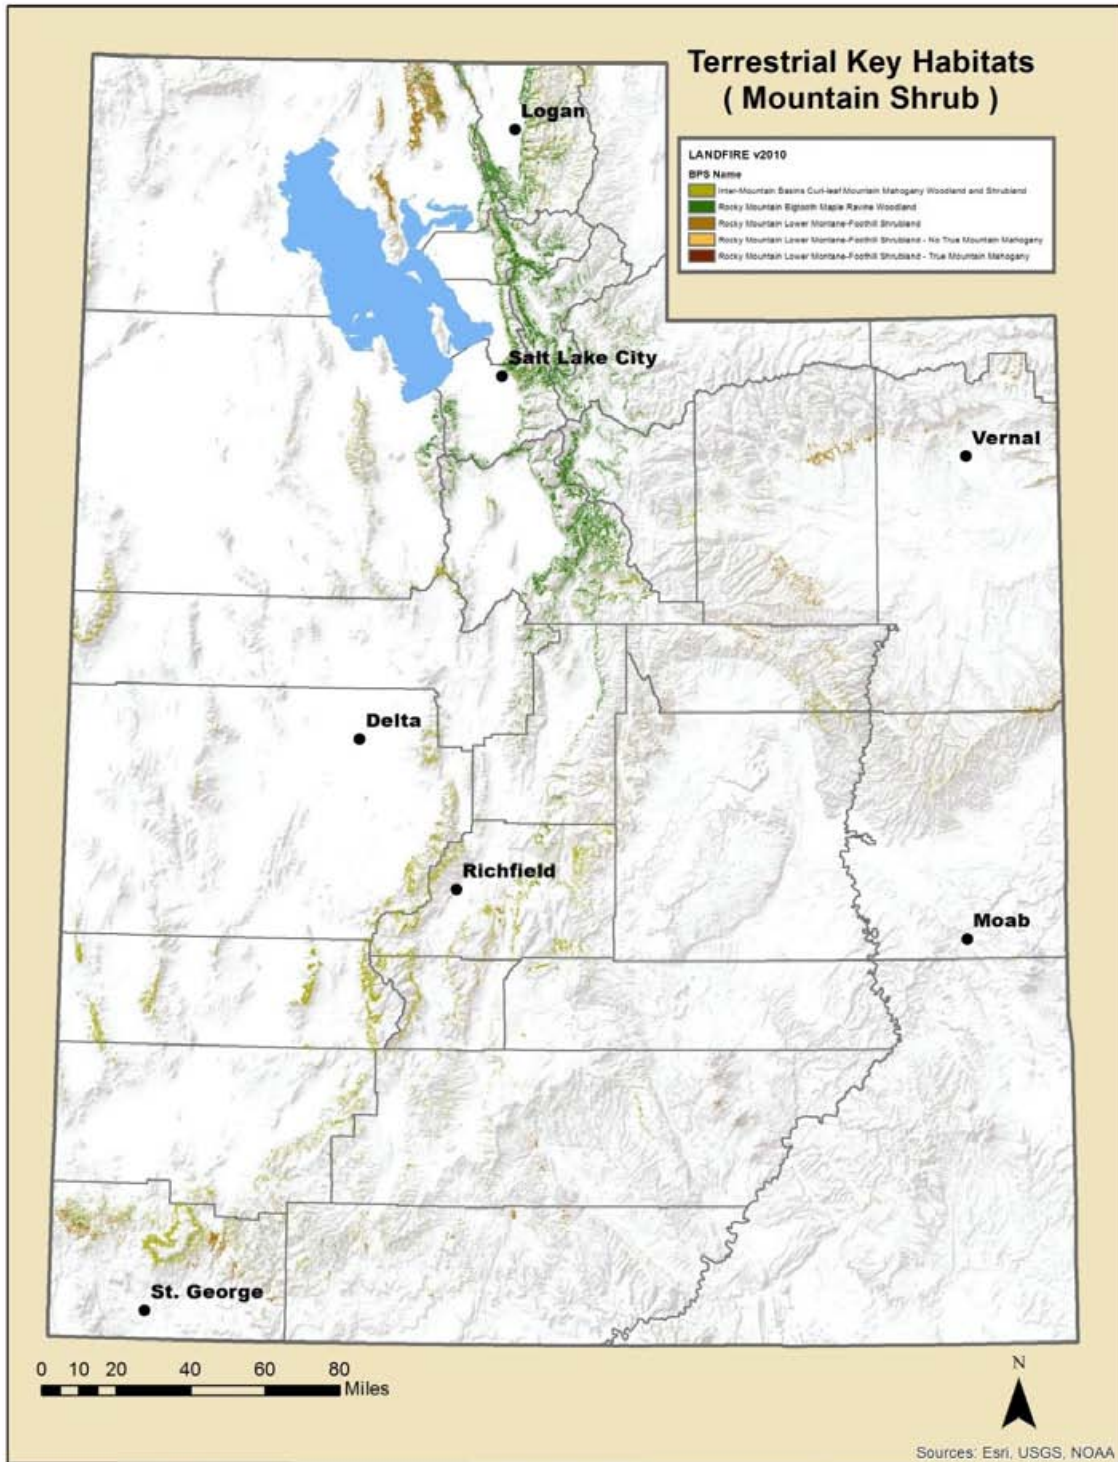 Terrestrial Key Habitats
( Mountain Shrub )
LANDFIRE v2010
BPS Name
Inter-Mountain Basins Curl-leaf Mountain Mahogany Woodland and Shrubland
Rocky Mountain Bigtooth Maple Ravine Woodland
Rocky Mountain Lower Montane-Foothill Shrubland
Rocky Mountain Lower Montane-Foothill Shrubland - No True Mountain Mahogany
Rocky Mountain Lower Montane-Foothill Shrubland - True Mountain Mahogany
Logan
Salt Lake City
Vernal
Delta
Richfield
Moab
St. George
0 10 20 40 60 80
Miles
N
Sources: Esri, USGS, NOAA